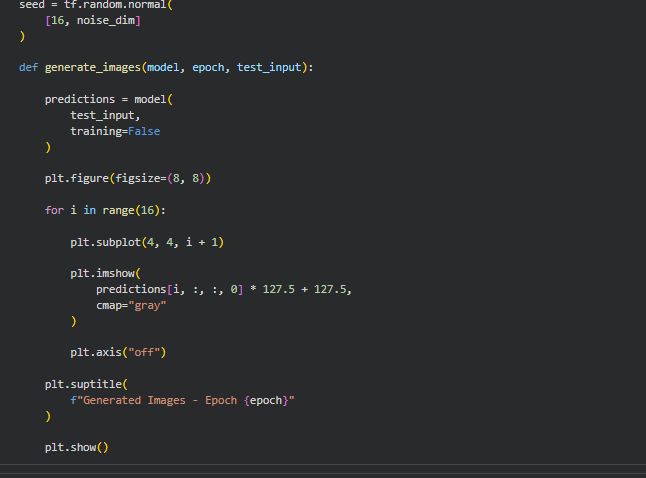 seed = tf.random.normal(
    [16, noise_dim]
)
def generate_images(model, epoch, test_input):
    predictions = model(
        test_input,
        training=False
    )
    plt.figure(figsize=(8, 8))
    for i in range(16):
        plt.subplot(4, 4, i + 1)
        plt.imshow(
            predictions[i, :, :, 0] * 127.5 + 127.5,
            cmap="gray"
        )
        plt.axis("off")
    plt.suptitle(
        f"Generated Images - Epoch {epoch}"
    )
    plt.show()